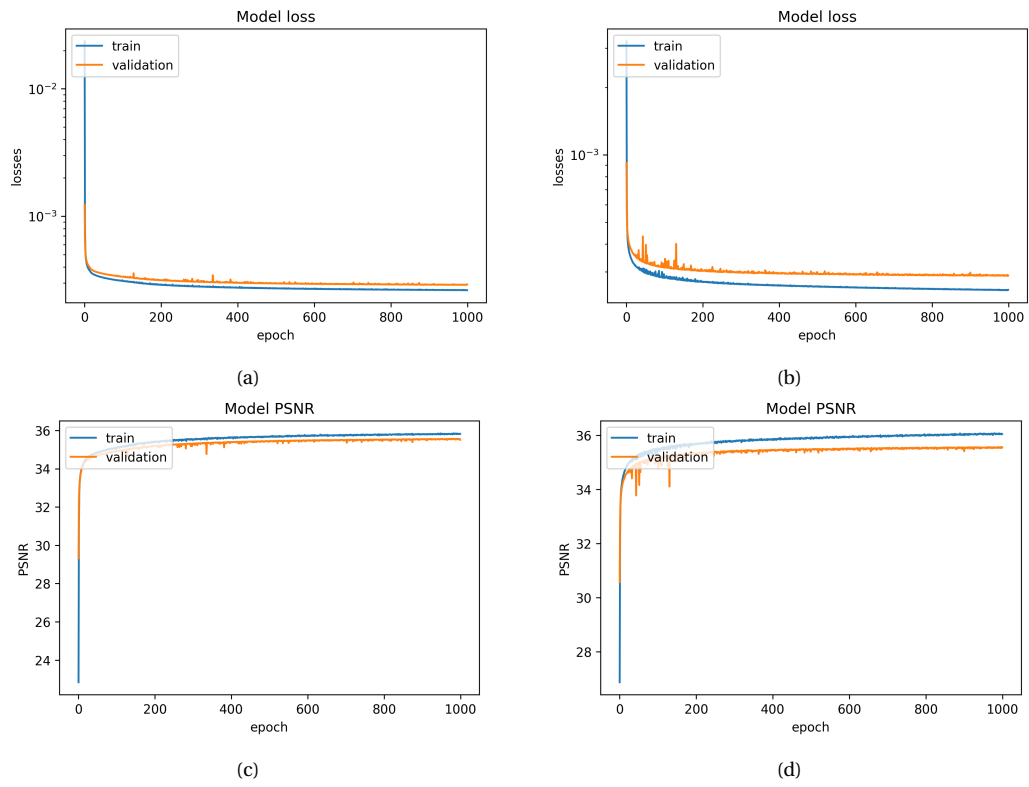 Model loss
train
validation
10⁻²
10⁻³
losses
0 200 400 600 800 1000
epoch
(a)
Model loss
train
validation
10⁻³
losses
0 200 400 600 800 1000
epoch
(b)
Model PSNR
train
validation
36
34
32
30
28
26
24
PSNR
0 200 400 600 800 1000
epoch
(c)
Model PSNR
train
validation
36
34
32
30
28
PSNR
0 200 400 600 800 1000
epoch
(d)